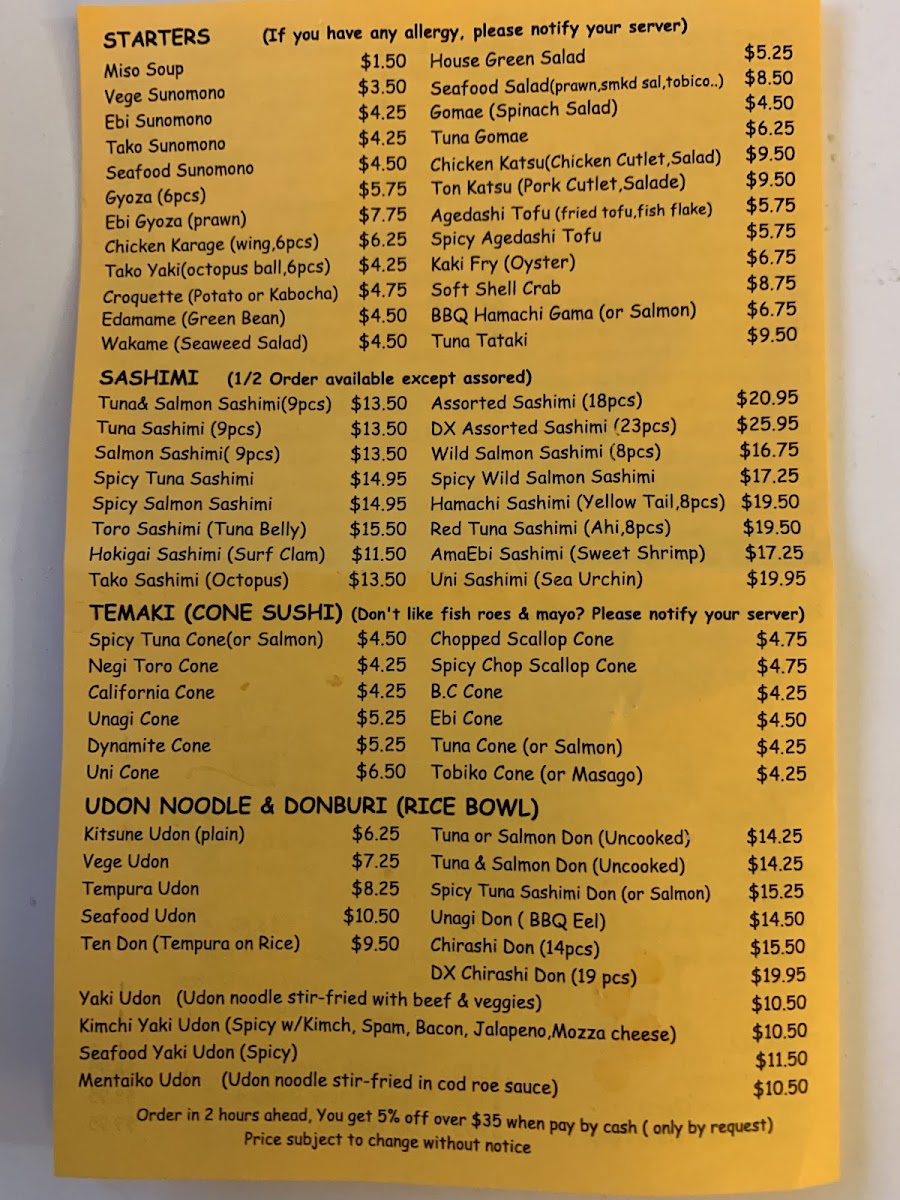 STARTERS (If you have any allergy, please notify your server)
Miso Soup $1.50 House Green Salad $5.25
Vege Sunomono $3.50 Seafood Salad(prawn,smkd sal,tobico..) $8.50
Ebi Sunomono $4.25 Gomae (Spinach Salad) $4.50
Tako Sunomono $4.25 Tuna Gomae $6.25
Seafood Sunomono $4.50 Chicken Katsu(Chicken Cutlet,Salad) $9.50
Gyoza (6pcs) $5.75 Ton Katsu (Pork Cutlet,Salade) $9.50
Ebi Gyoza (prawn) $7.75 Agedashi Tofu (fried tofu,fish flake) $5.75
Chicken Karage (wing,6pcs) $6.25 Spicy Agedashi Tofu $5.75
Tako Yaki(octopus ball,6pcs) $4.25 Kaki Fry (Oyster) $6.75
Croquette (Potato or Kabocha) $4.75 Soft Shell Crab $8.75
Edamame (Green Bean) $4.50 BBQ Hamachi Gama (or Salmon) $6.75
Wakame (Seaweed Salad) $4.50 Tuna Tataki $9.50
SASHIMI (1/2 Order available except assored)
Tuna& Salmon Sashimi(9pcs) $13.50 Assorted Sashimi (18pcs) $20.95
Tuna Sashimi (9pcs) $13.50 DX Assorted Sashimi (23pcs) $25.95
Salmon Sashimi( 9pcs) $13.50 Wild Salmon Sashimi (8pcs) $16.75
Spicy Tuna Sashimi $14.95 Spicy Wild Salmon Sashimi $17.25
Spicy Salmon Sashimi $14.95 Hamachi Sashimi (Yellow Tail,8pcs) $19.50
Toro Sashimi (Tuna Belly) $15.50 Red Tuna Sashimi (Ahi,8pcs) $19.50
Hokigai Sashimi (Surf Clam) $11.50 AmaEbi Sashimi (Sweet Shrimp) $17.25
Tako Sashimi (Octopus) $13.50 Uni Sashimi (Sea Urchin) $19.95
TEMAKI (CONE SUSHI) (Don't like fish roes & mayo? Please notify your server)
Spicy Tuna Cone(or Salmon) $4.50 Chopped Scallop Cone $4.75
Negi Toro Cone $4.25 Spicy Chop Scallop Cone $4.75
California Cone $4.25 B.C Cone $4.25
Unagi Cone $5.25 Ebi Cone $4.50
Dynamite Cone $5.25 Tuna Cone (or Salmon) $4.25
Uni Cone $6.50 Tobiko Cone (or Masago) $4.25
UDON NOODLE & DONBURI (RICE BOWL)
Kitsune Udon (plain) $6.25 Tuna or Salmon Don (Uncooked) $14.25
Vege Udon $7.25 Tuna & Salmon Don (Uncooked) $14.25
Tempura Udon $8.25 Spicy Tuna Sashimi Don (or Salmon) $15.25
Seafood Udon $10.50 Unagi Don ( BBQ Eel) $14.50
Ten Don (Tempura on Rice) $9.50 Chirashi Don (14pcs) $15.50
DX Chirashi Don (19 pcs) $19.95
Yaki Udon (Udon noodle stir-fried with beef & veggies) $10.50
Kimchi Yaki Udon (Spicy w/Kimch, Spam, Bacon, Jalapeno,Mozza cheese) $10.50
Seafood Yaki Udon (Spicy) $11.50
Mentaiko Udon (Udon noodle stir-fried in cod roe sauce) $10.50
Order in 2 hours ahead, You get 5% off over $35 when pay by cash ( only by request)
Price subject to change without notice